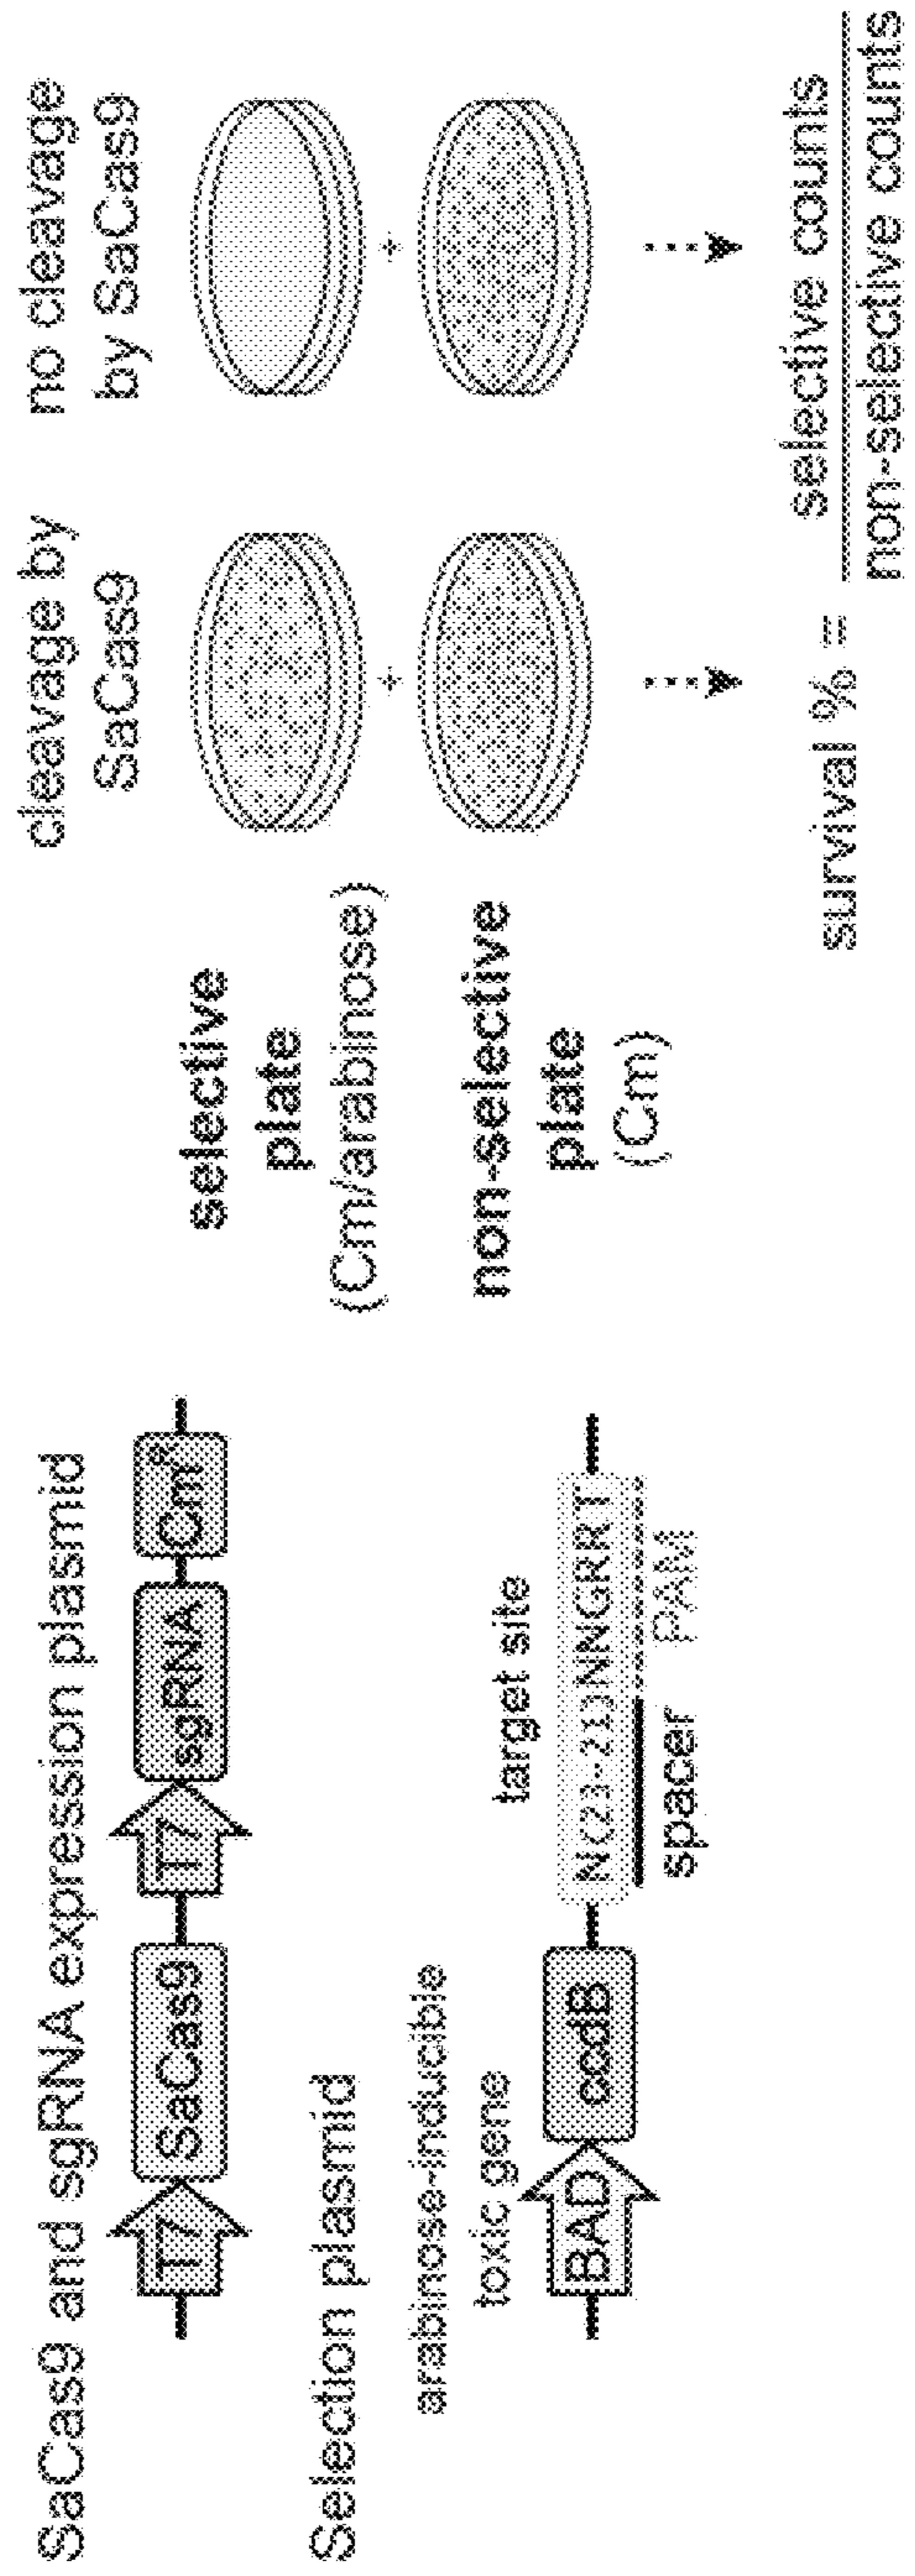 SaCas9 and sgRNA expression plasmid
T7 SaCas9 T7 sgRNA CmR
Selection plasmid
arabinose-inducible
toxic gene
target site
BAD ccdB N(23-21)NNGRRT
spacer PAM
cleavage by
SaCas9
no cleavage
by SaCas9
selective
plate
(Cm/arabinose)
+ +
non-selective
plate
(Cm)
survival % =
selective counts
non-selective counts